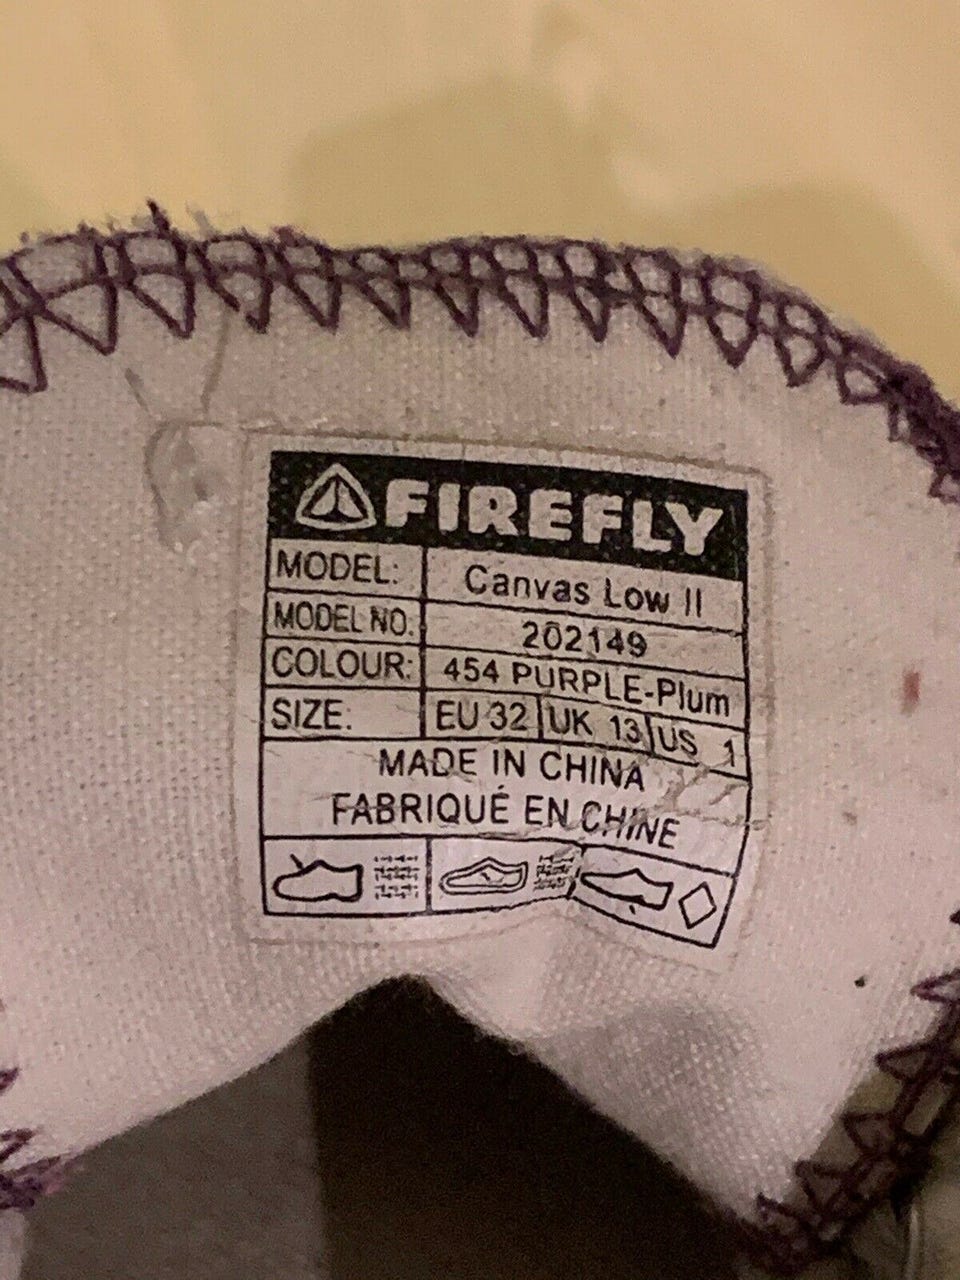 FIREFLY
MODEL: Canvas Low II
MODEL NO. 202149
COLOUR: 454 PURPLE-Plum
SIZE: EU 32 UK 13 US 1
MADE IN CHINA
FABRIQUÉ EN CHINE